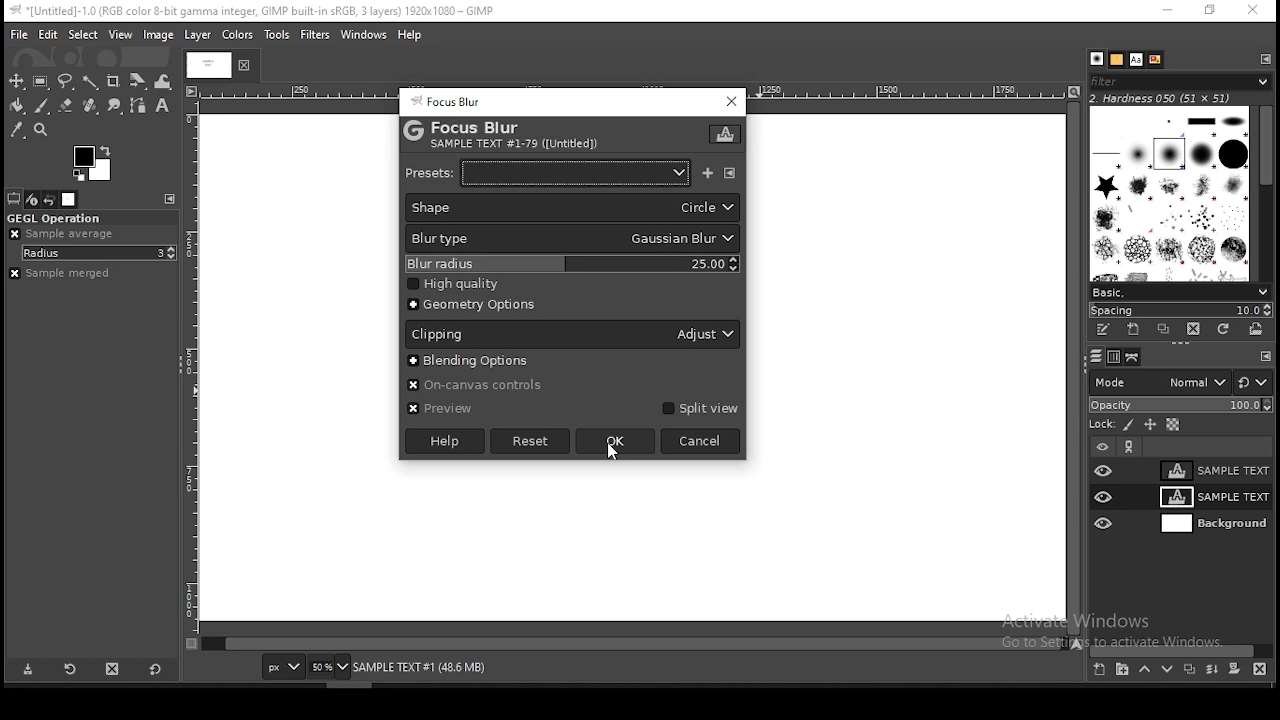 *[Untitled]-1.0 (RGB color 8-bit gamma integer, GIMP built-in sRGB, 3 layers) 1920x1080 – GIMP
File Edit Select View Image Layer Colors Tools Filters Windows Help
GEGL Operation
Sample average
Radius 3
Sample merged
250
1250
1500
1750
0
250
500
750
1000
Focus Blur
Focus Blur
SAMPLE TEXT #1-79 ([Untitled])
Presets:
Shape Circle
Blur type Gaussian Blur
Blur radius 25.00
High quality
Geometry Options
Clipping Adjust
Blending Options
On-canvas controls
Preview Split view
Help Reset OK Cancel
px 50 % SAMPLE TEXT #1 (48.6 MB)
filter
2. Hardness 050 (51 × 51)
Basic,
Spacing 10.0
Mode Normal
Opacity 100.0
Lock:
SAMPLE TEXT
SAMPLE TEXT
Background
Activate Windows
Go to Settings to activate Windows.